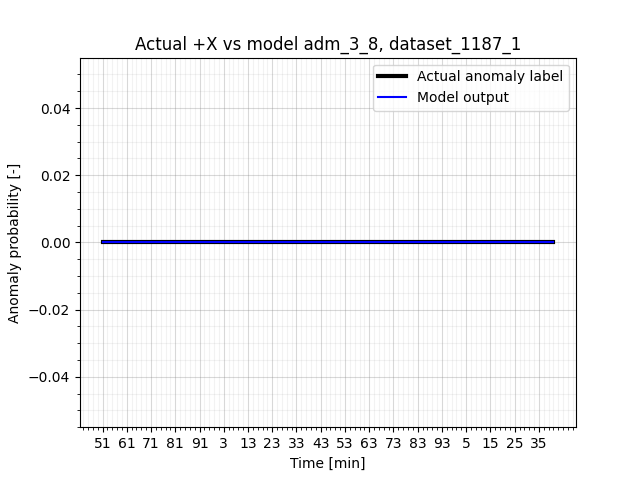 Actual +X vs model adm_3_8, dataset_1187_1
Actual anomaly label
Model output
Anomaly probability [-]
0.04
0.02
0.00
−0.02
−0.04
51 61 71 81 91 3 13 23 33 43 53 63 73 83 93 5 15 25 35
Time [min]